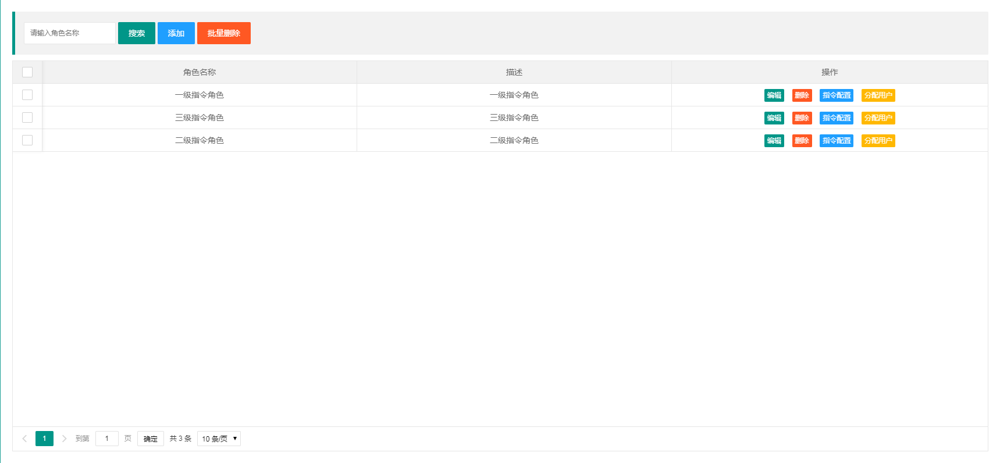 请输入角色名称 搜索 添加 批量删除
角色名称 描述 操作
一级指令角色 一级指令角色 编辑 删除 指令配置 分配用户
三级指令角色 三级指令角色 编辑 删除 指令配置 分配用户
二级指令角色 二级指令角色 编辑 删除 指令配置 分配用户
1 到第 1 页 确定 共 3 条 10 条/页